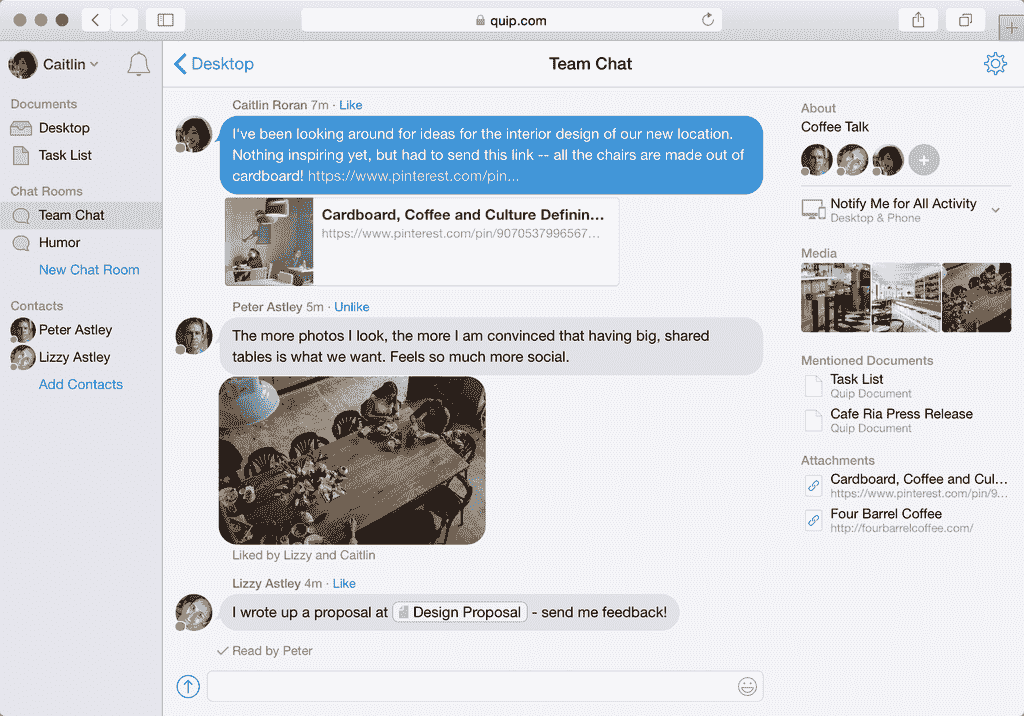 quip.com
Caitlin
Documents
Desktop
Task List
Chat Rooms
Team Chat
Humor
New Chat Room
Contacts
Peter Astley
Lizzy Astley
Add Contacts
Desktop
Team Chat
Caitlin Roran 7m · Like
I've been looking around for ideas for the interior design of our new location.
Nothing inspiring yet, but had to send this link -- all the chairs are made out of
cardboard! https://www.pinterest.com/pin...
Cardboard, Coffee and Culture Definin...
https://www.pinterest.com/pin/9070537996567...
Peter Astley 5m · Unlike
The more photos I look, the more I am convinced that having big, shared
tables is what we want. Feels so much more social.
Liked by Lizzy and Caitlin
Lizzy Astley 4m · Like
I wrote up a proposal at Design Proposal - send me feedback!
Read by Peter
About
Coffee Talk
Notify Me for All Activity
Desktop & Phone
Media
Mentioned Documents
Task List
Quip Document
Cafe Ria Press Release
Quip Document
Attachments
Cardboard, Coffee and Cul...
https://www.pinterest.com/pin/9...
Four Barrel Coffee
http://fourbarrelcoffee.com/